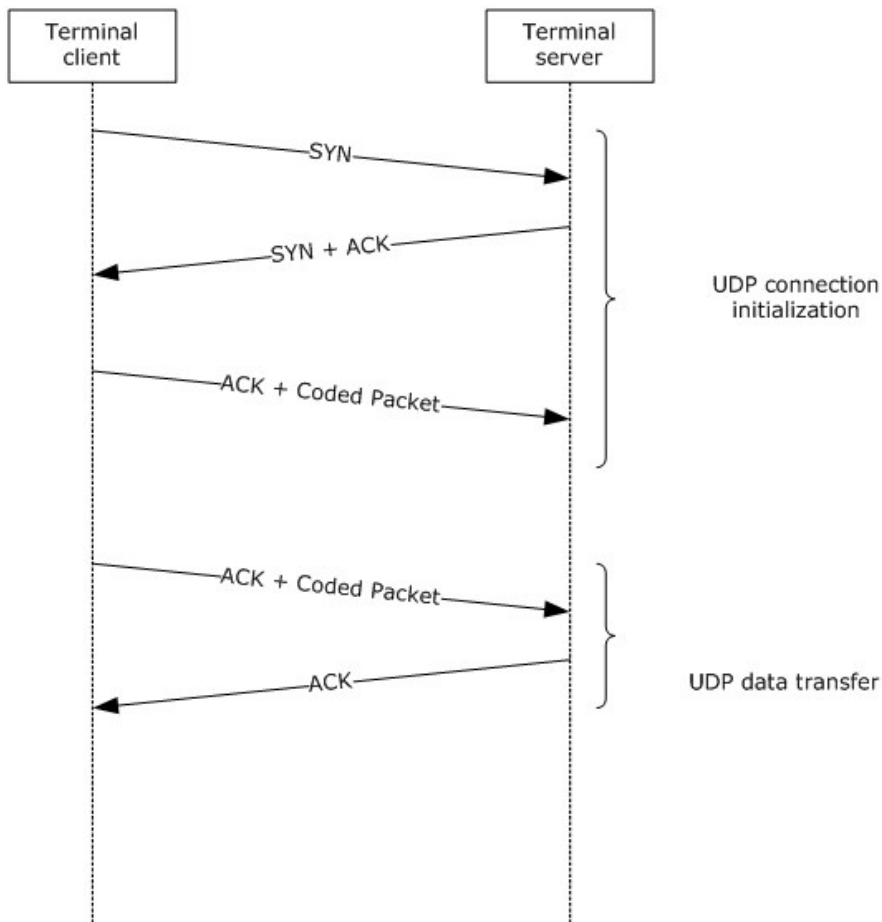 Terminal
client
Terminal
server
SYN
SYN + ACK
UDP connection
initialization
ACK + Coded Packet
ACK + Coded Packet
ACK
UDP data transfer